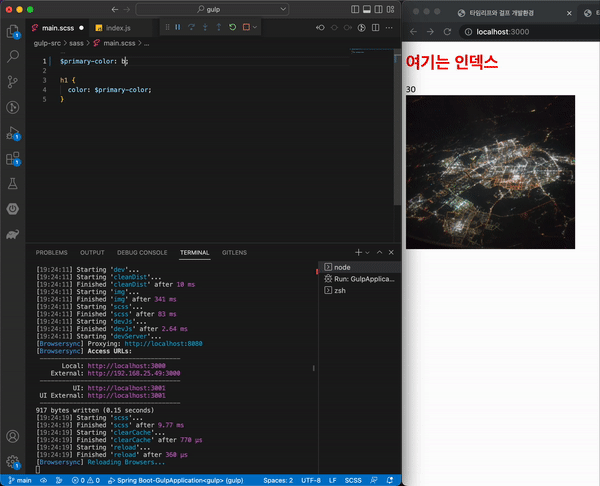 gulp
main.scss
index.js
gulp-src > sass > main.scss > ...
1 $primary-color: b;
2
3 h1 {
4 color: $primary-color;
5 }
PROBLEMS OUTPUT DEBUG CONSOLE TERMINAL GITLENS
[19:24:11] Starting 'dev'...
[19:24:11] Starting 'cleanDist'...
[19:24:11] Finished 'cleanDist' after 10 ms
[19:24:11] Starting 'img'...
[19:24:11] Finished 'img' after 341 ms
[19:24:11] Starting 'scss'...
[19:24:11] Finished 'scss' after 83 ms
[19:24:11] Starting 'devJs'...
[19:24:11] Finished 'devJs' after 2.64 ms
[19:24:11] Starting 'devServer'...
[Browsersync] Proxying: http://localhost:8080
[Browsersync] Access URLs:
Local: http://localhost:3000
External: http://192.168.25.49:3000
UI: http://localhost:3001
UI External: http://localhost:3001
917 bytes written (0.15 seconds)
[19:24:19] Starting 'scss'...
[19:24:19] Finished 'scss' after 9.77 ms
[19:24:19] Starting 'clearCache'...
[19:24:19] Finished 'clearCache' after 770 μs
[19:24:19] Starting 'reload'...
[19:24:19] Finished 'reload' after 360 μs
[Browsersync] Reloading Browsers...
node
Run: GulpApplica...
zsh
main
0 0
Spring Boot-GulpApplication<gulp> (gulp)
Spaces: 2
UTF-8
LF
SCSS
타임리프와 걸프 개발환경
타임리프
localhost:3000
여기는 인덱스
30